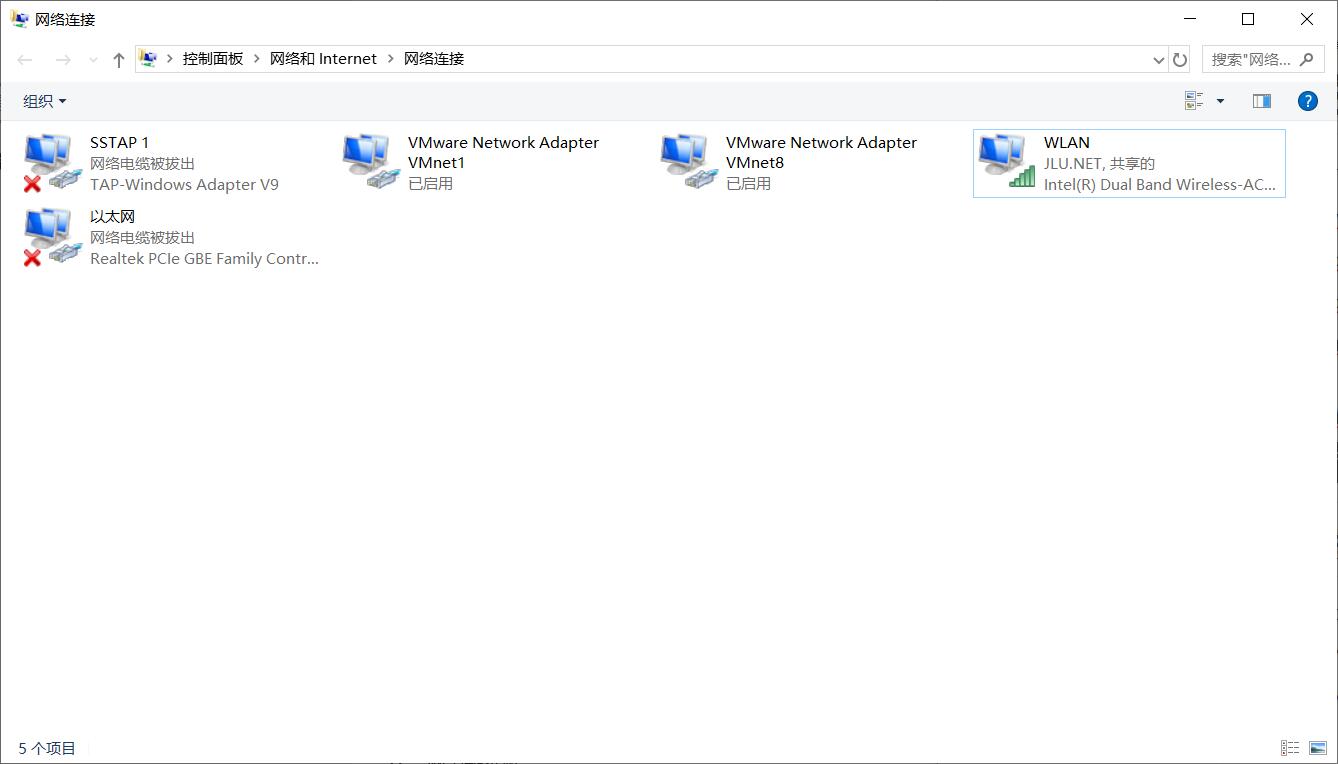 网络连接
控制面板 网络和 Internet 网络连接
搜索"网络...
组织
SSTAP 1
网络电缆被拔出
TAP-Windows Adapter V9
VMware Network Adapter
VMnet1
已启用
VMware Network Adapter
VMnet8
已启用
WLAN
JLU.NET, 共享的
Intel(R) Dual Band Wireless-AC...
以太网
网络电缆被拔出
Realtek PCIe GBE Family Contr...
5 个项目